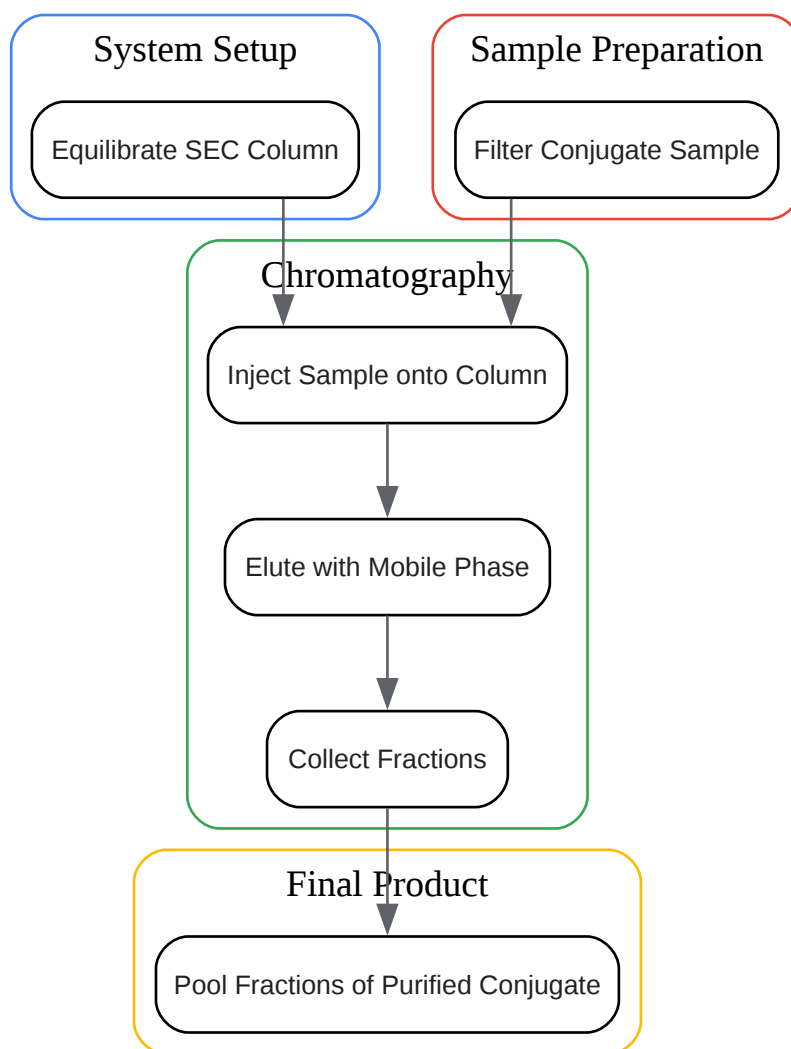 System Setup
Sample Preparation
Equilibrate SEC Column
Filter Conjugate Sample
Chromatography
Inject Sample onto Column
Elute with Mobile Phase
Collect Fractions
Final Product
Pool Fractions of Purified Conjugate